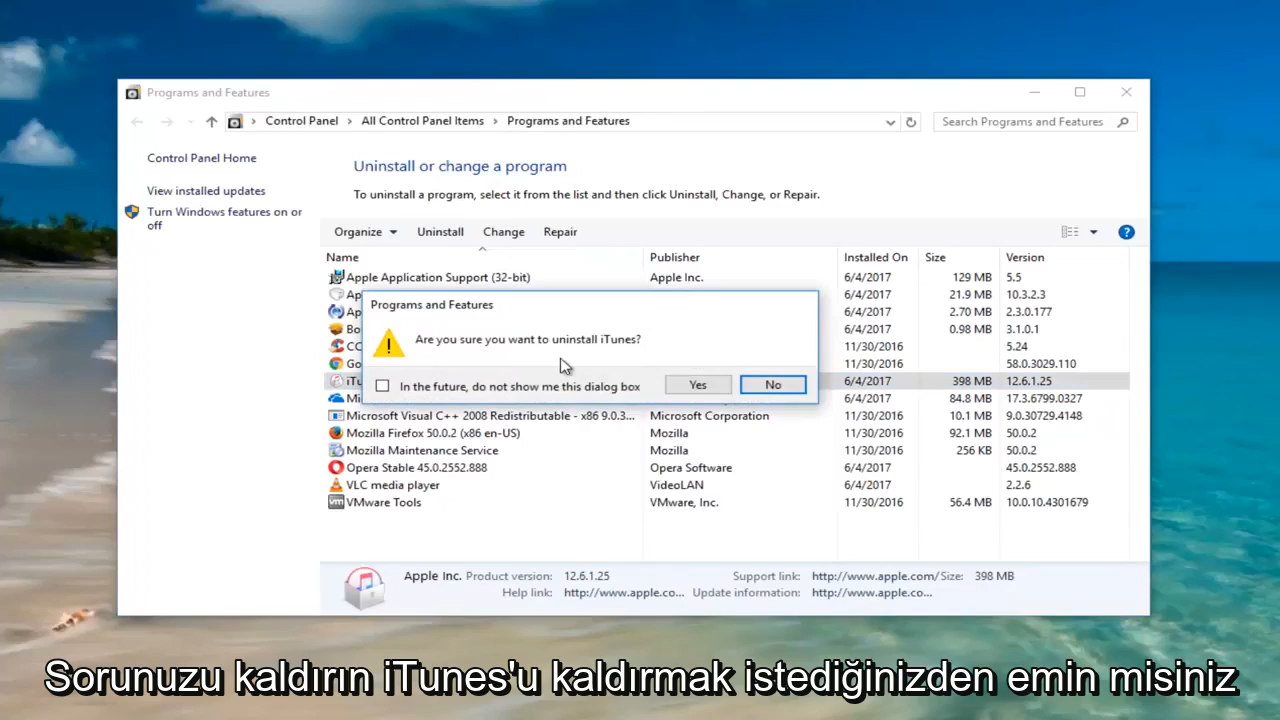 Programs and Features
Control Panel > All Control Panel Items > Programs and Features
Search Programs and Features
Control Panel Home
View installed updates
Turn Windows features on or
off
Uninstall or change a program
To uninstall a program, select it from the list and then click Uninstall, Change, or Repair.
Organize Uninstall Change Repair
Name Publisher Installed On Size Version
Apple Application Support (32-bit) Apple Inc. 6/4/2017 129 MB 5.5
Ap 6/4/2017 21.9 MB 10.3.2.3
Ap 6/4/2017 2.70 MB 2.3.0.177
Bo 6/4/2017 0.98 MB 3.1.0.1
CC 11/30/2016 5.24
Go 11/30/2016 58.0.3029.110
iTu 6/4/2017 398 MB 12.6.1.25
Mi 6/4/2017 84.8 MB 17.3.6799.0327
Programs and Features
Are you sure you want to uninstall iTunes?
In the future, do not show me this dialog box Yes No
Microsoft Visual C++ 2008 Redistributable - x86 9.0.3... Microsoft Corporation 11/30/2016 10.1 MB 9.0.30729.4148
Mozilla Firefox 50.0.2 (x86 en-US) Mozilla 11/30/2016 92.1 MB 50.0.2
Mozilla Maintenance Service Mozilla 11/30/2016 256 KB 50.0.2
Opera Stable 45.0.2552.888 Opera Software 6/4/2017 45.0.2552.888
VLC media player VideoLAN 6/4/2017 2.2.6
VMware Tools VMware, Inc. 11/30/2016 56.4 MB 10.0.10.4301679
Apple Inc. Product version: 12.6.1.25 Support link: http://www.apple.com/ Size: 398 MB
Help link: http://www.apple.co... Update information: http://www.apple.co...
Sorunuzu kaldırın iTunes'u kaldırmak istediğinizden emin misiniz